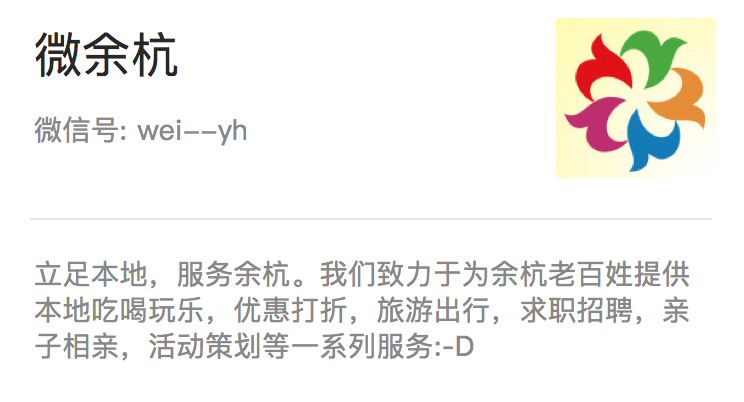 微余杭
微信号: wei--yh
立足本地，服务余杭。我们致力于为余杭老百姓提供
本地吃喝玩乐，优惠打折，旅游出行，求职招聘，亲
子相亲，活动策划等一系列服务:-D